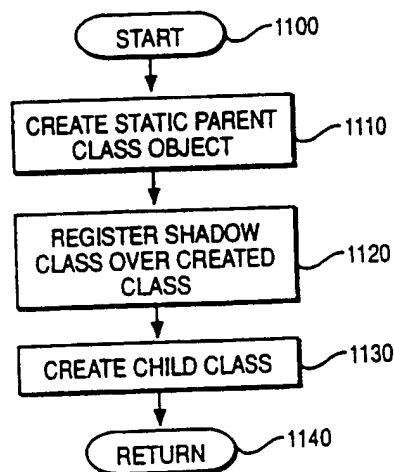 START
1100
CREATE STATIC PARENT
CLASS OBJECT
1110
REGISTER SHADOW
CLASS OVER CREATED
CLASS
1120
CREATE CHILD CLASS
1130
RETURN
1140